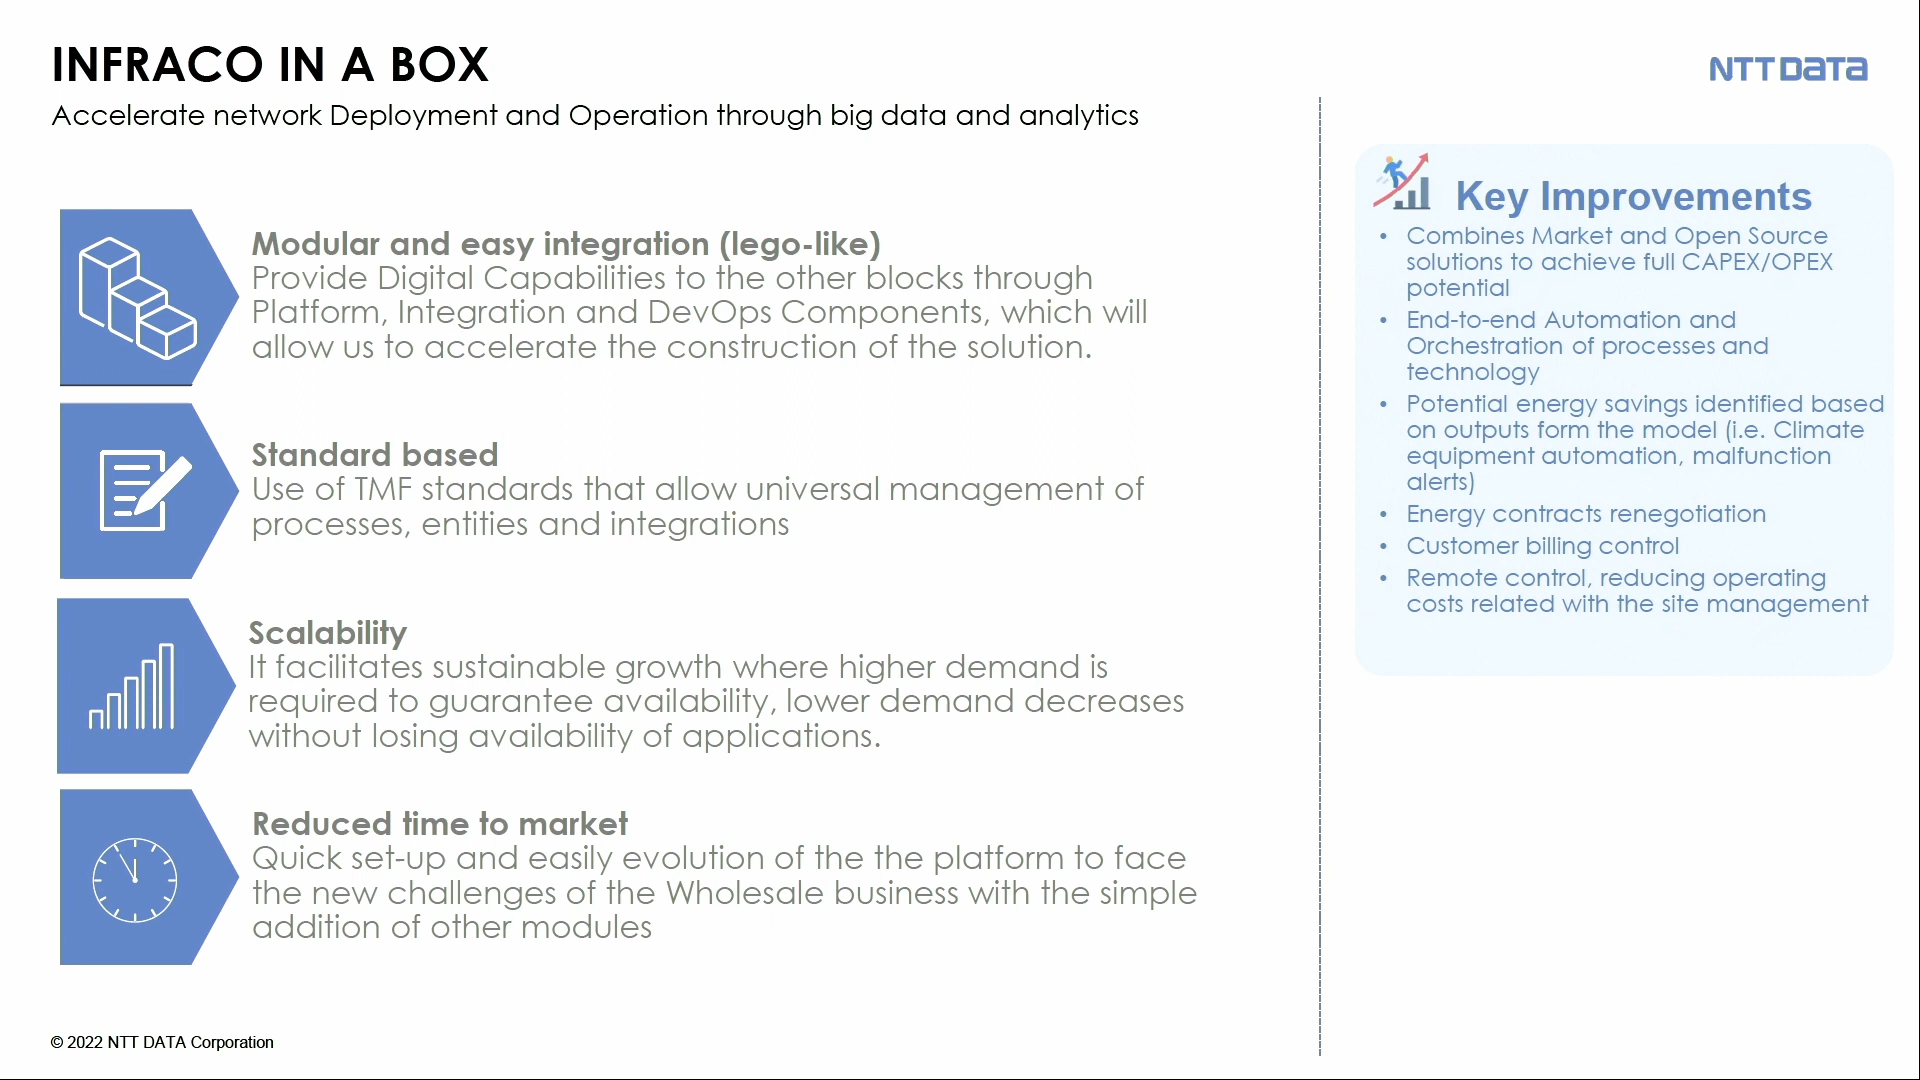 INFRACO IN A BOX
NTT DATA
Accelerate network Deployment and Operation through big data and analytics
Modular and easy integration (lego-like)
Provide Digital Capabilities to the other blocks through
Platform, Integration and DevOps Components, which will
allow us to accelerate the construction of the solution.
Standard based
Use of TMF standards that allow universal management of
processes, entities and integrations
Scalability
It facilitates sustainable growth where higher demand is
required to guarantee availability, lower demand decreases
without losing availability of applications.
Reduced time to market
Quick set-up and easily evolution of the the platform to face
the new challenges of the Wholesale business with the simple
addition of other modules
Key Improvements
• Combines Market and Open Source
solutions to achieve full CAPEX/OPEX
potential
• End-to-end Automation and
Orchestration of processes and
technology
• Potential energy savings identified based
on outputs form the model (i.e. Climate
equipment automation, malfunction
alerts)
• Energy contracts renegotiation
• Customer billing control
• Remote control, reducing operating
costs related with the site management
© 2022 NTT DATA Corporation